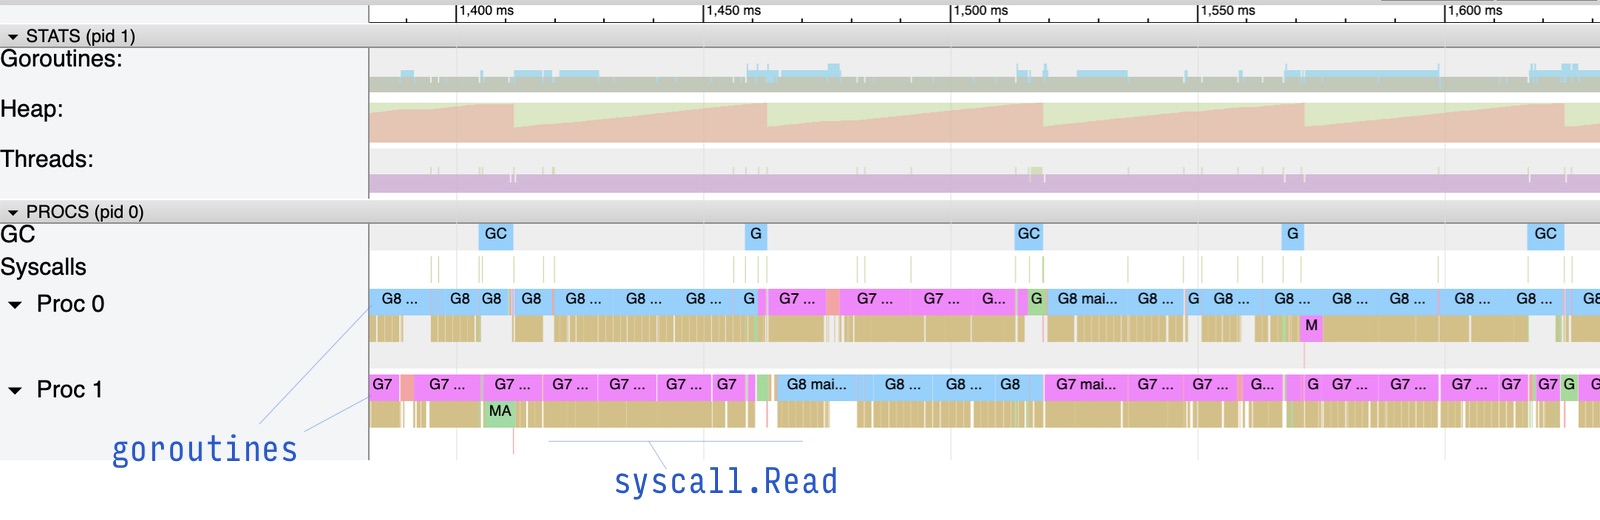 1,400 ms 1,450 ms 1,500 ms 1,550 ms 1,600 ms
STATS (pid 1)
Goroutines:
Heap:
Threads:
PROCS (pid 0)
GC GC G GC G GC
Syscalls
Proc 0 G8 ... G8 G8 G8 G8 ... G8 ... G8 ... G G7 ... G7 ... G7 ... G... G G8 mai... G8 ... G G8 ... G8 ... G8 ... G8 ... G8 ... G8 ... G8
M
Proc 1 G7 G7 ... G7 ... G7 ... G7 ... G7 ... G7 G8 mai... G8 ... G8 ... G8 G7 mai... G7 ... G7 ... G... G G7 ... G7 ... G7 ... G7 G7 G G
MA
goroutines
syscall.Read